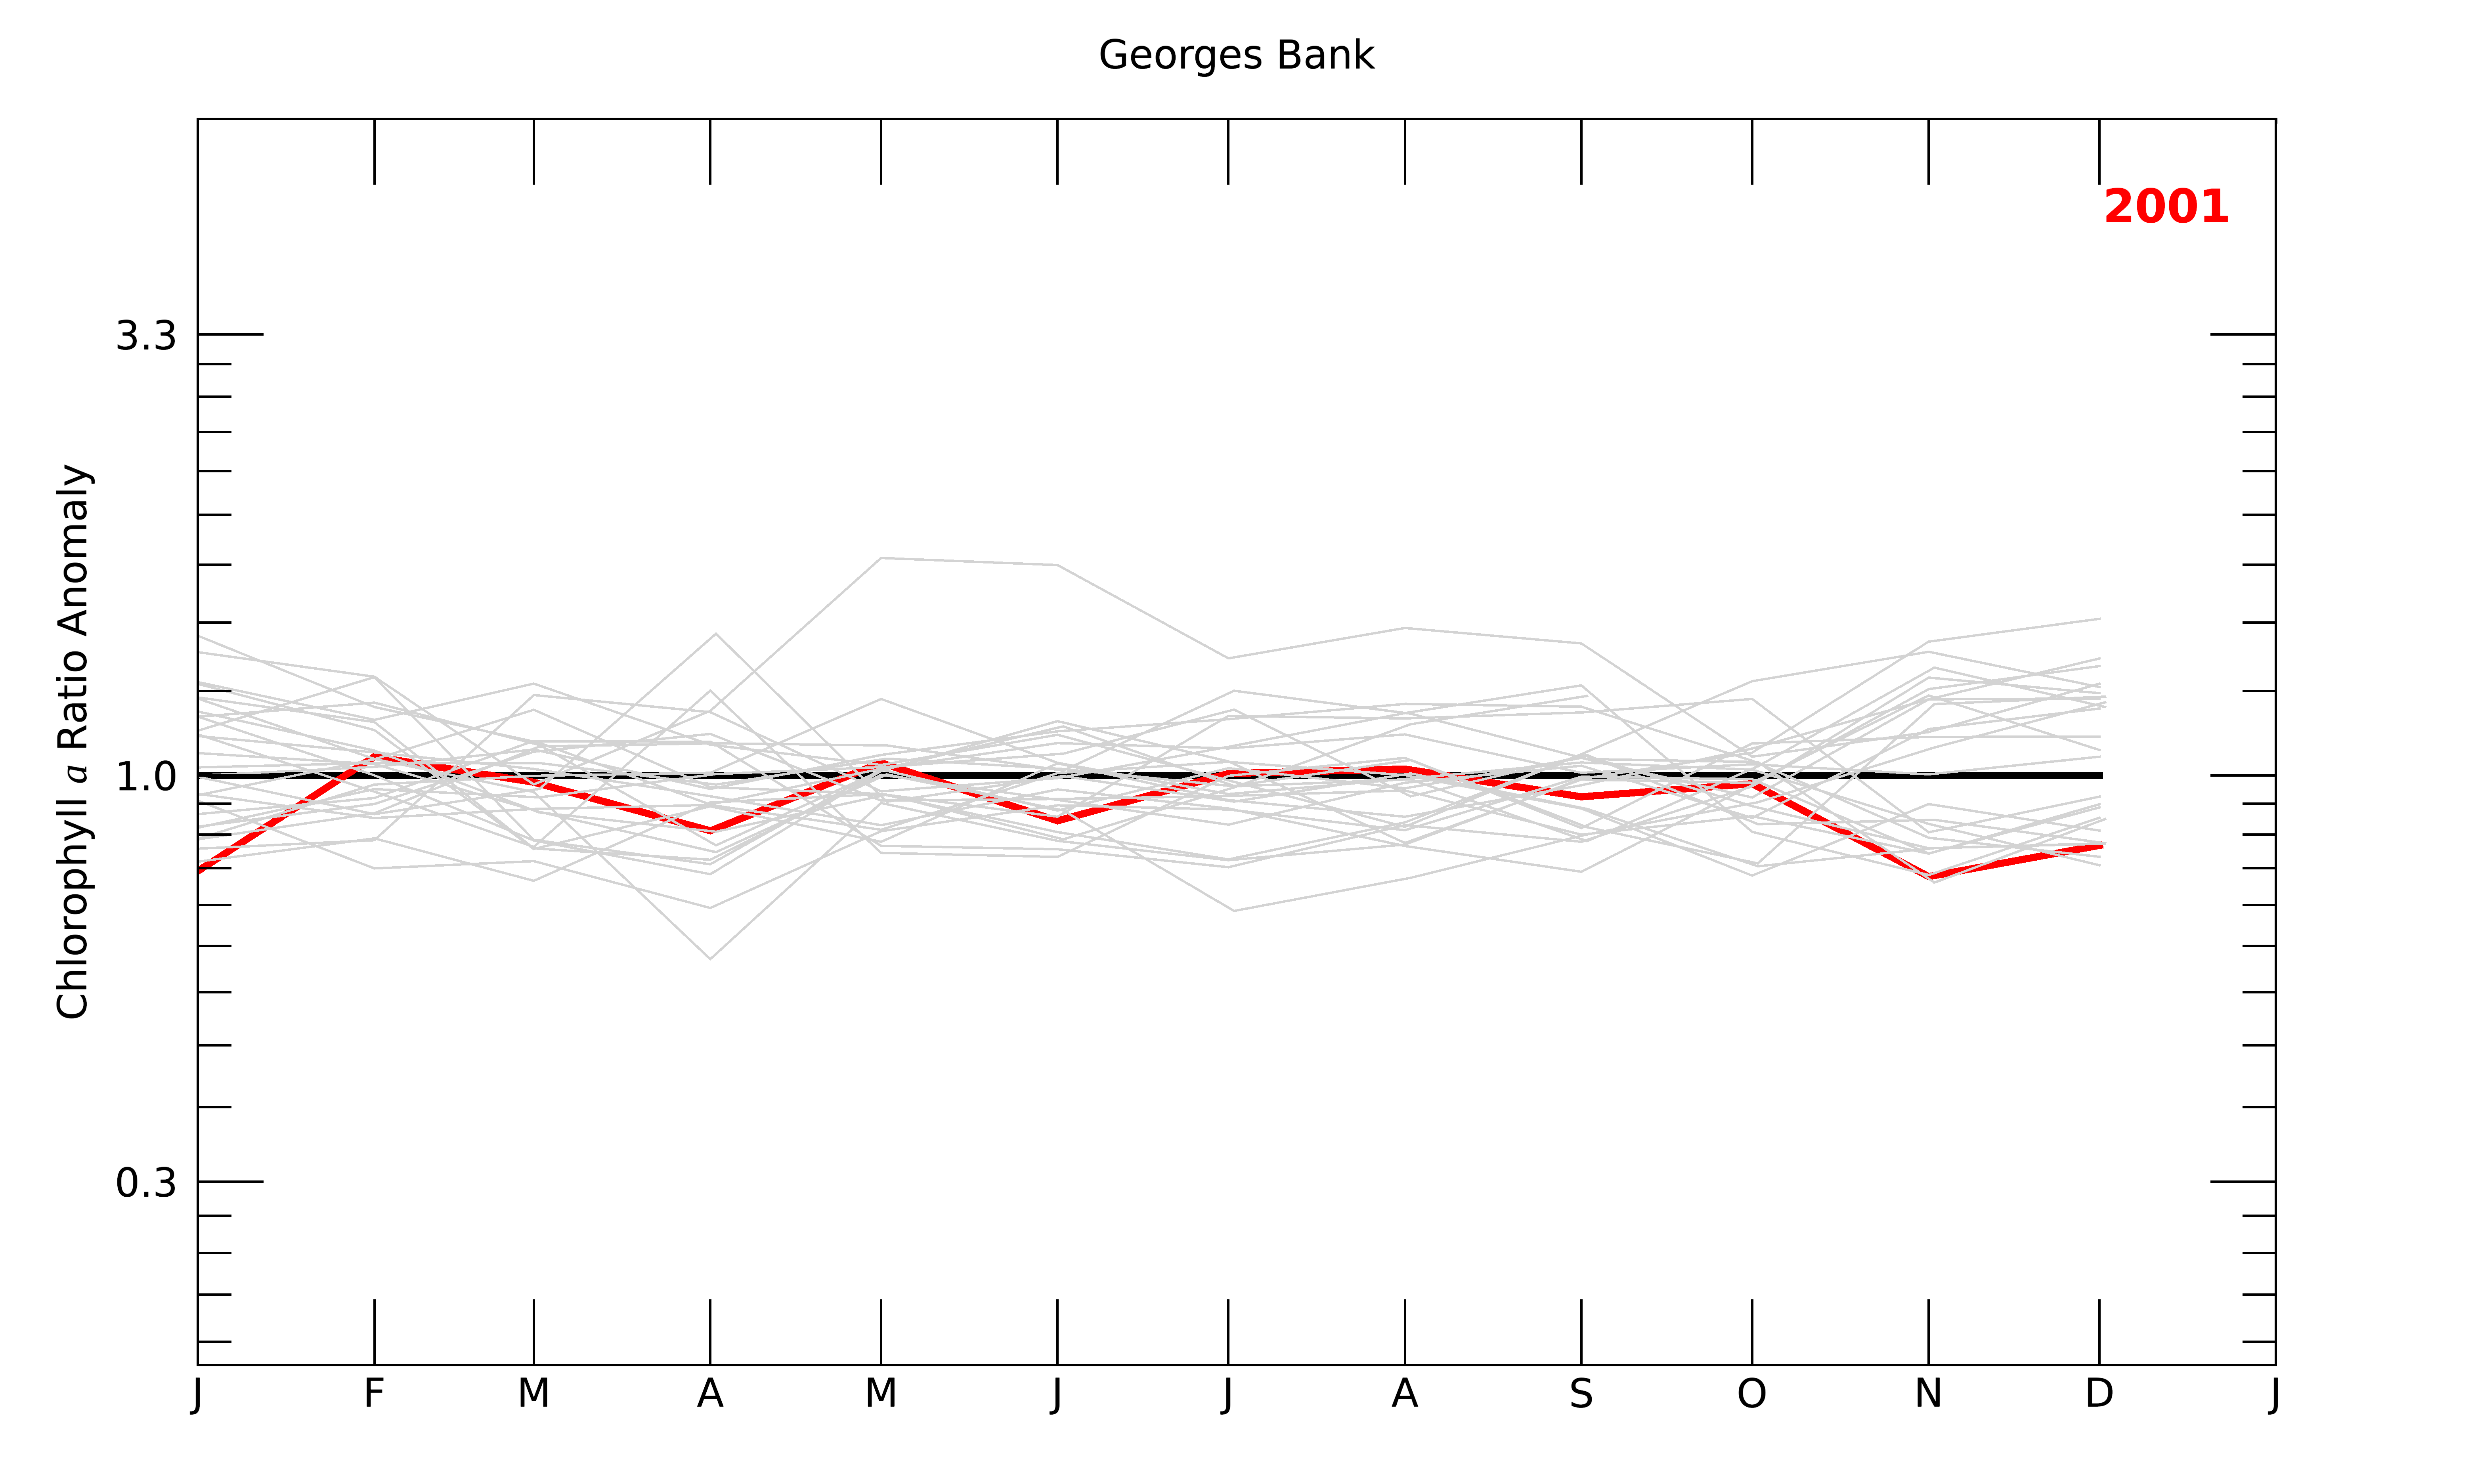 Georges Bank
2001
Chlorophyll a Ratio Anomaly
3.3
1.0
0.3
J F M A M J J A S O N D J